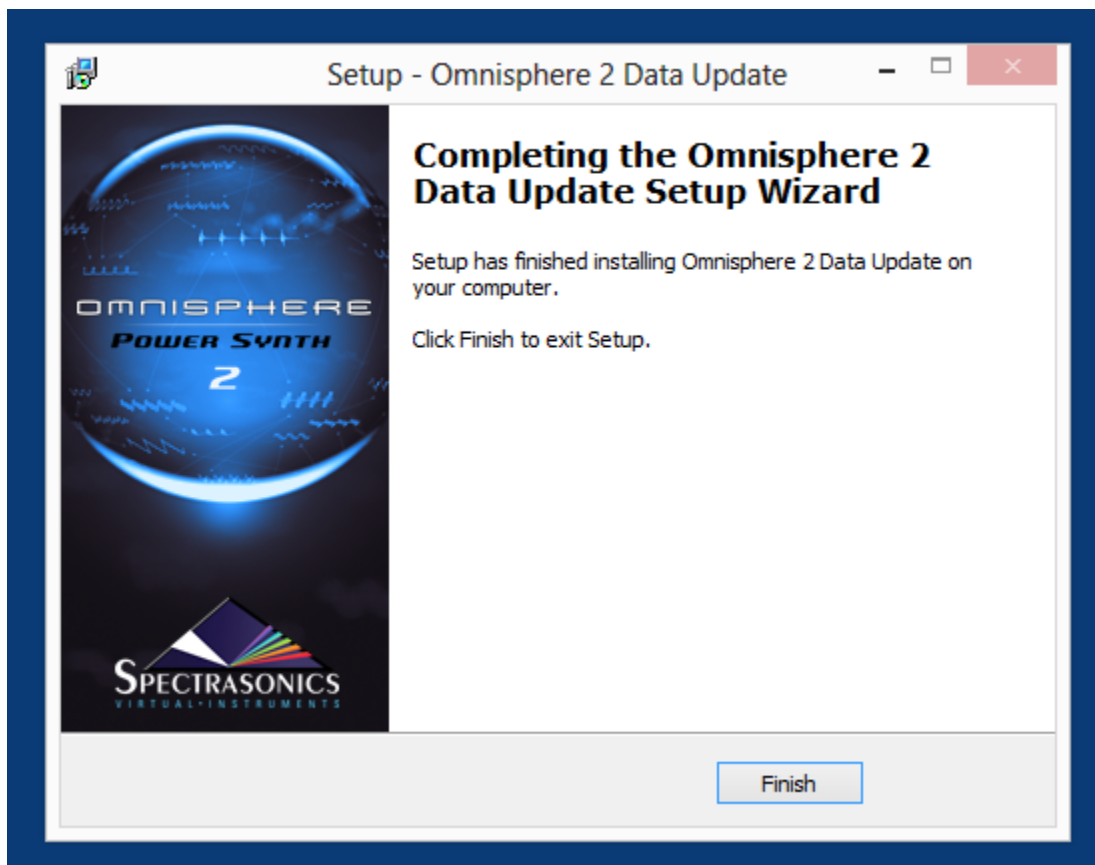 Setup - Omnisphere 2 Data Update
OMNISPHERE
POWER SYNTH
2
SPECTRASONICS
VIRTUAL•INSTRUMENTS
Completing the Omnisphere 2
Data Update Setup Wizard
Setup has finished installing Omnisphere 2 Data Update on
your computer.
Click Finish to exit Setup.
Finish